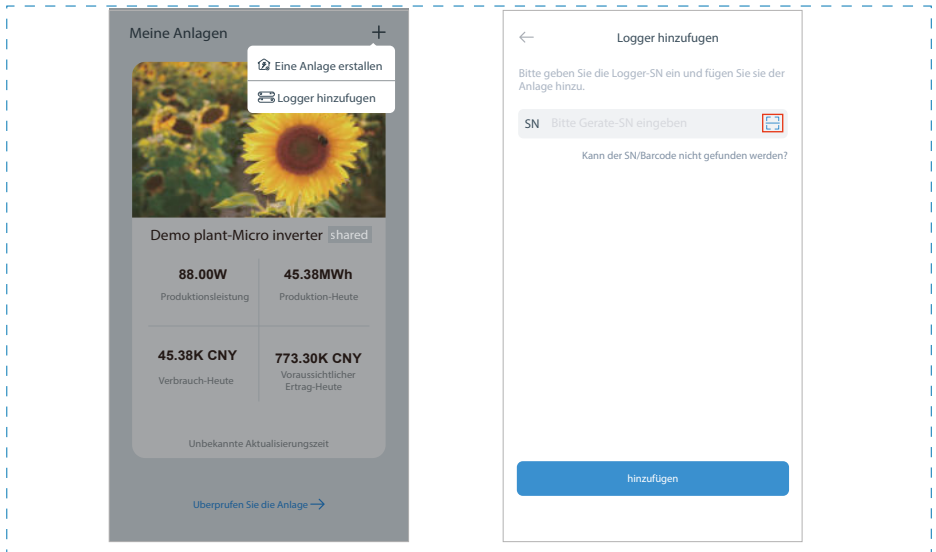 Meine Anlagen
Eine Anlage erstallen
Logger hinzufugen
Demo plant-Micro inverter shared
88.00W
Produktionsleistung
45.38MWh
Produktion-Heute
45.38K CNY
Verbrauch-Heute
773.30K CNY
Voraussichtlicher
Ertrag-Heute
Unbekannte Aktualisierungszeit
Uberprufen Sie die Anlage
Logger hinzufugen
Bitte geben Sie die Logger-SN ein und fügen Sie sie der
Anlage hinzu.
SN Bitte Gerate-SN eingeben
Kann der SN/Barcode nicht gefunden werden?
hinzufügen